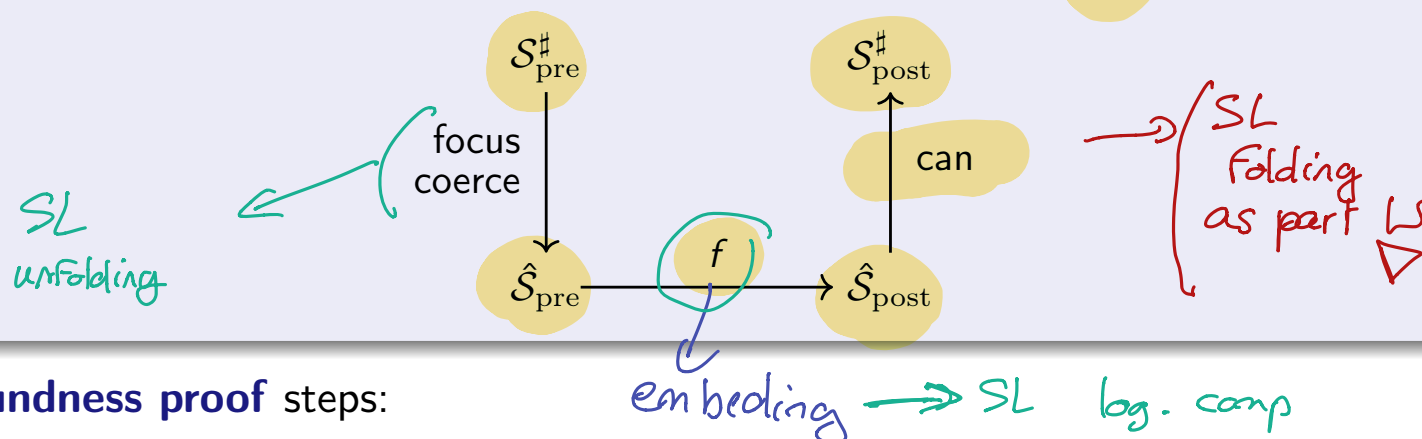 S♯pre
S♯post
focus
coerce
can
SL
Folding
as part
SL
unfolding
f
Ŝpre
Ŝpost
undness proof steps:
embeding → SL log. comp